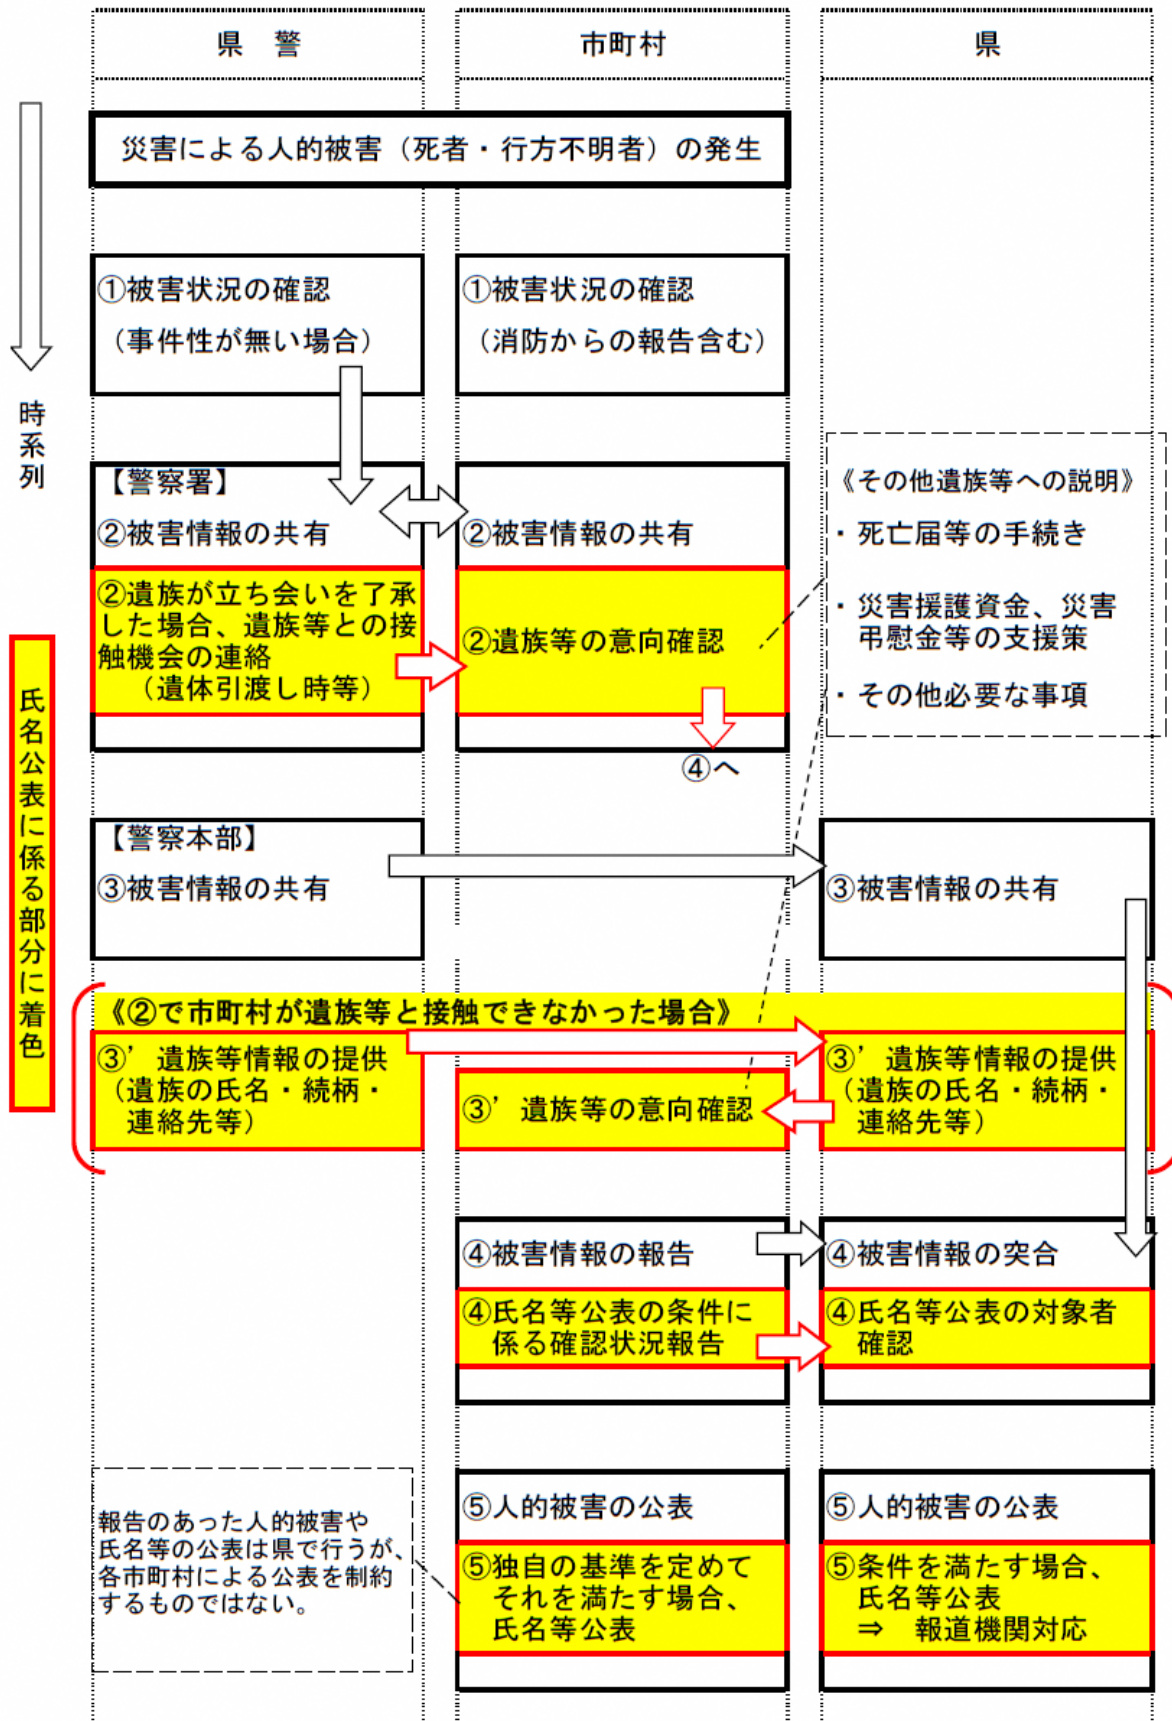 県　警
市町村
県
災害による人的被害（死者・行方不明者）の発生
時系列
①被害状況の確認
（事件性が無い場合）
①被害状況の確認
（消防からの報告含む）
【警察署】
②被害情報の共有
②被害情報の共有
《その他遺族等への説明》
・死亡届等の手続き
・災害援護資金、災害
弔慰金等の支援策
・その他必要な事項
②遺族が立ち会いを了承
した場合、遺族等との接
触機会の連絡
（遺体引渡し時等）
②遺族等の意向確認
④へ
氏名公表に係る部分に着色
【警察本部】
③被害情報の共有
③被害情報の共有
《②で市町村が遺族等と接触できなかった場合》
③’遺族等情報の提供
（遺族の氏名・続柄・
連絡先等）
③’遺族等の意向確認
③’遺族等情報の提供
（遺族の氏名・続柄・
連絡先等）
④被害情報の報告
④被害情報の突合
④氏名等公表の条件に
係る確認状況報告
④氏名等公表の対象者
確認
報告のあった人的被害や
氏名等の公表は県で行うが、
各市町村による公表を制約
するものではない。
⑤人的被害の公表
⑤人的被害の公表
⑤独自の基準を定めて
それを満たす場合、
氏名等公表
⑤条件を満たす場合、
氏名等公表
⇒　報道機関対応